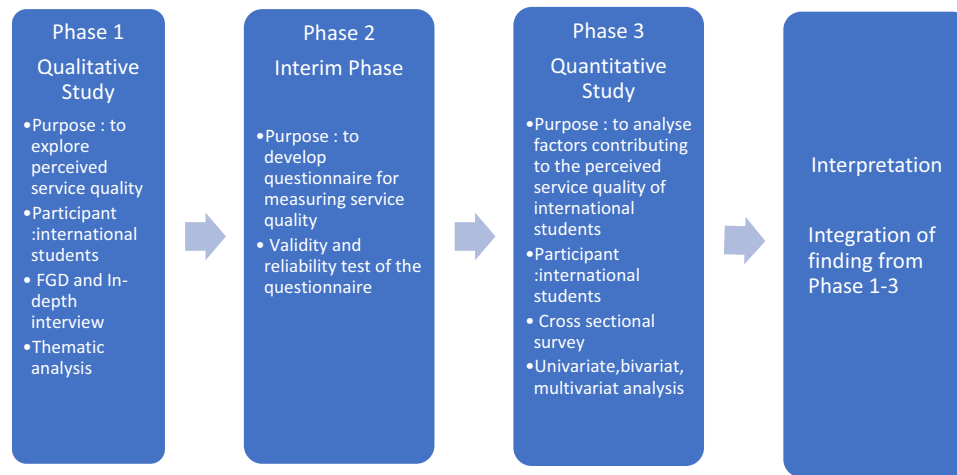 Phase 1
Qualitative
Study
•Purpose : to
explore
perceived
service quality
•Participant
:international
students
• FGD and In-
depth
interview
•Thematic
analysis
Phase 2
Interim Phase
•Purpose : to
develop
questionnaire for
measuring service
quality
• Validity and
reliability test of the
questionnaire
Phase 3
Quantitative
Study
•Purpose : to analyse
factors contributing
to the perceived
service quality of
international
students
•Participant
:international
students
• Cross sectional
survey
•Univariate,bivariat,
multivariat analysis
Interpretation
Integration of
finding from
Phase 1-3